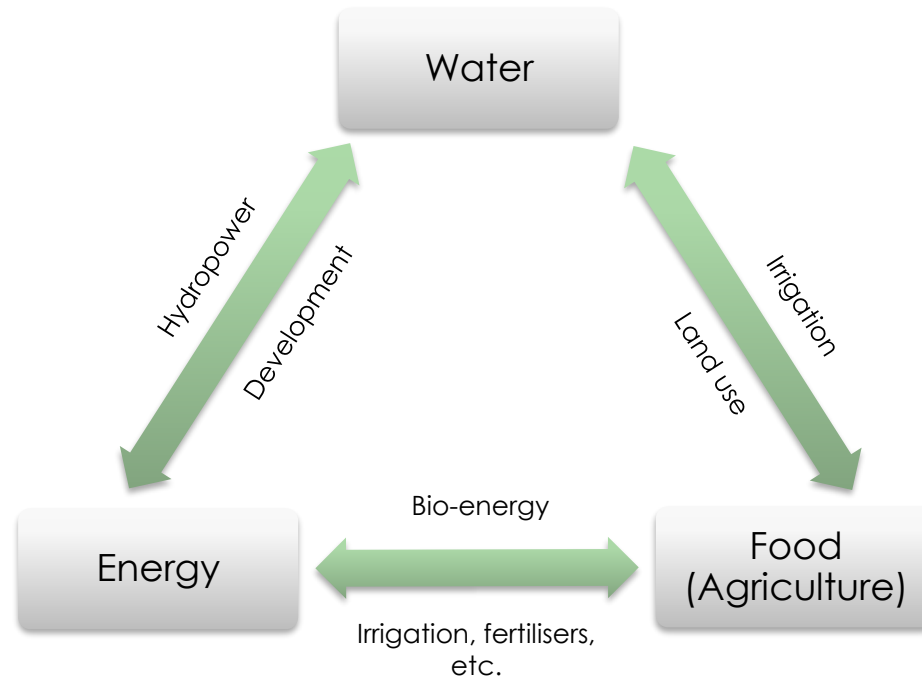 Water
Hydropower
Development
Irrigation
Land use
Bio-energy
Energy
Food
(Agriculture)
Irrigation, fertilisers,
etc.